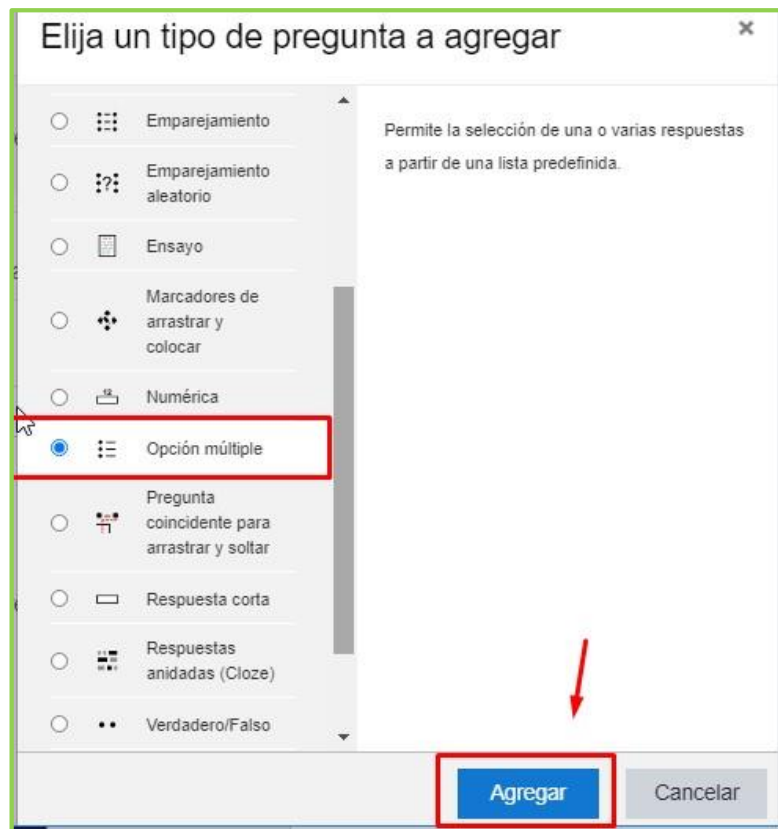 Elija un tipo de pregunta a agregar
×
Emparejamiento
Permite la selección de una o varias respuestas
a partir de una lista predefinida.
Emparejamiento
aleatorio
Ensayo
Marcadores de
arrastrar y
colocar
12
Numérica
Opción múltiple
Pregunta
coincidente para
arrastrar y soltar
Respuesta corta
Respuestas
anidadas (Cloze)
Verdadero/Falso
Agregar
Cancelar